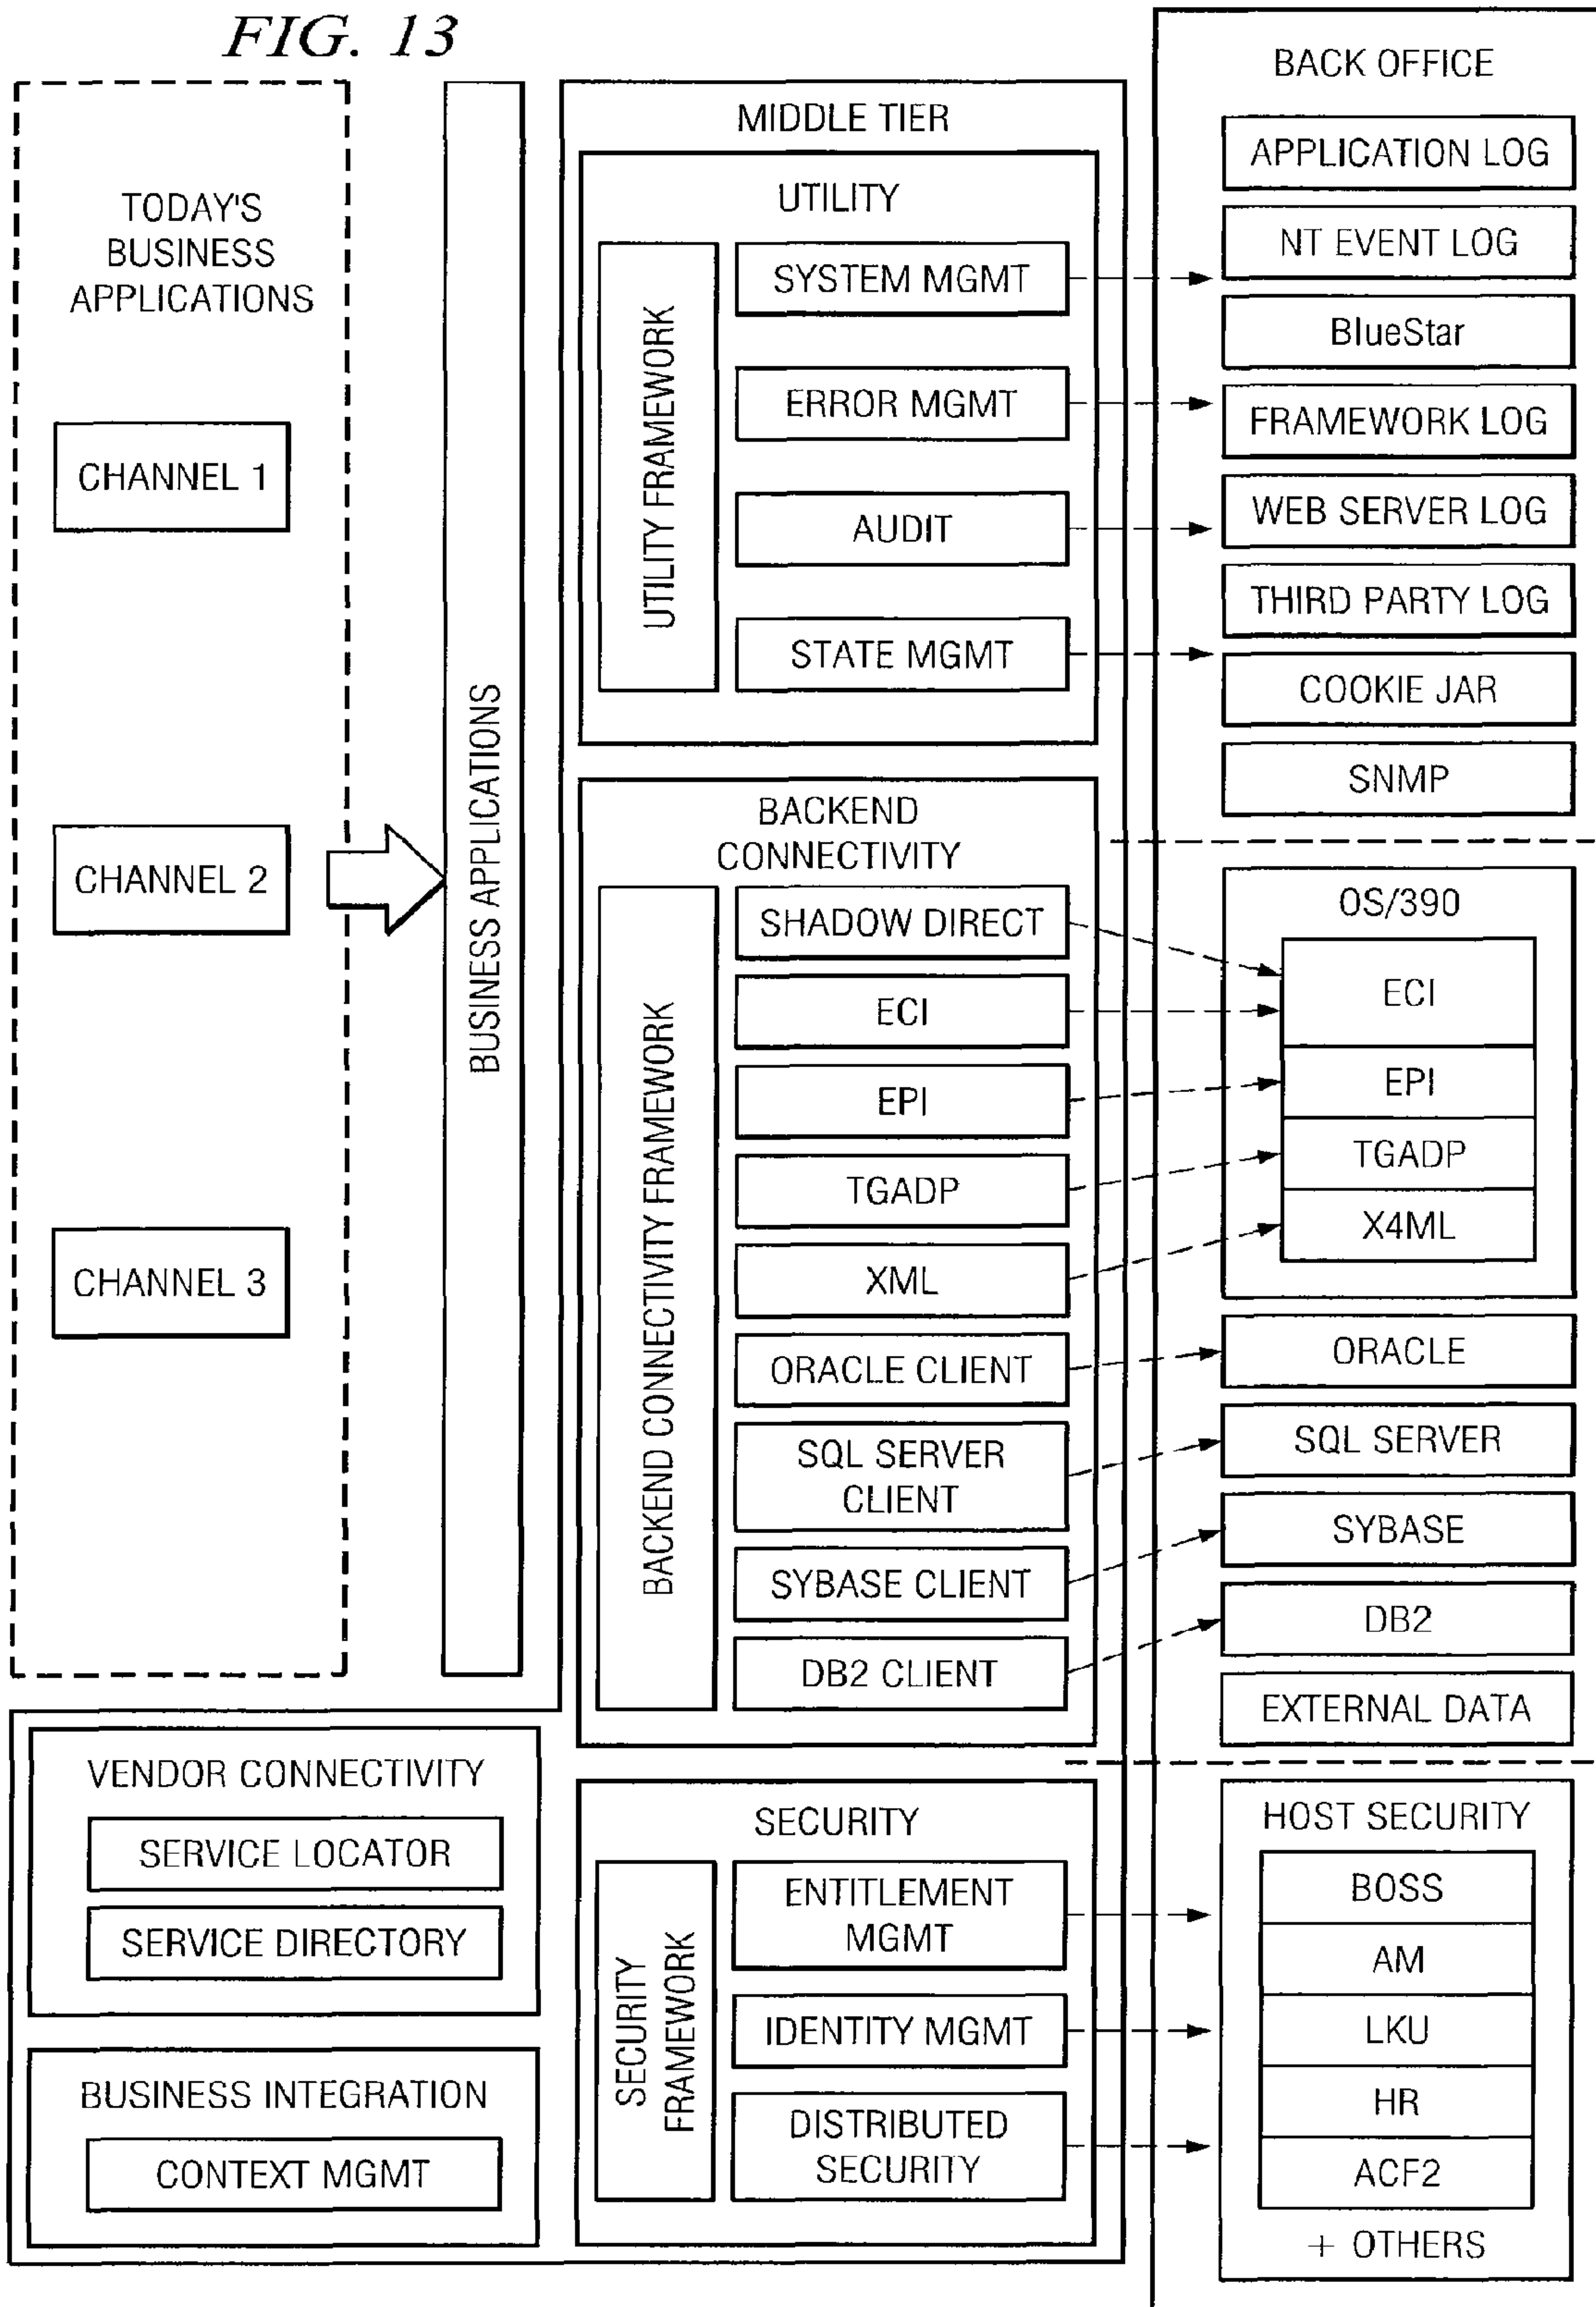 FIG. 13
TODAY'S
BUSINESS
APPLICATIONS
CHANNEL 1
CHANNEL 2
CHANNEL 3
BUSINESS APPLICATIONS
MIDDLE TIER
UTILITY
UTILITY FRAMEWORK
SYSTEM MGMT
ERROR MGMT
AUDIT
STATE MGMT
BACKEND
CONNECTIVITY
BACKEND CONNECTIVITY FRAMEWORK
SHADOW DIRECT
ECI
EPI
TGADP
XML
ORACLE CLIENT
SQL SERVER
CLIENT
SYBASE CLIENT
DB2 CLIENT
VENDOR CONNECTIVITY
SERVICE LOCATOR
SERVICE DIRECTORY
BUSINESS INTEGRATION
CONTEXT MGMT
SECURITY
SECURITY
FRAMEWORK
ENTITLEMENT
MGMT
IDENTITY MGMT
DISTRIBUTED
SECURITY
BACK OFFICE
APPLICATION LOG
NT EVENT LOG
BlueStar
FRAMEWORK LOG
WEB SERVER LOG
THIRD PARTY LOG
COOKIE JAR
SNMP
OS/390
ECI
EPI
TGADP
X4ML
ORACLE
SQL SERVER
SYBASE
DB2
EXTERNAL DATA
HOST SECURITY
BOSS
AM
LKU
HR
ACF2
+ OTHERS